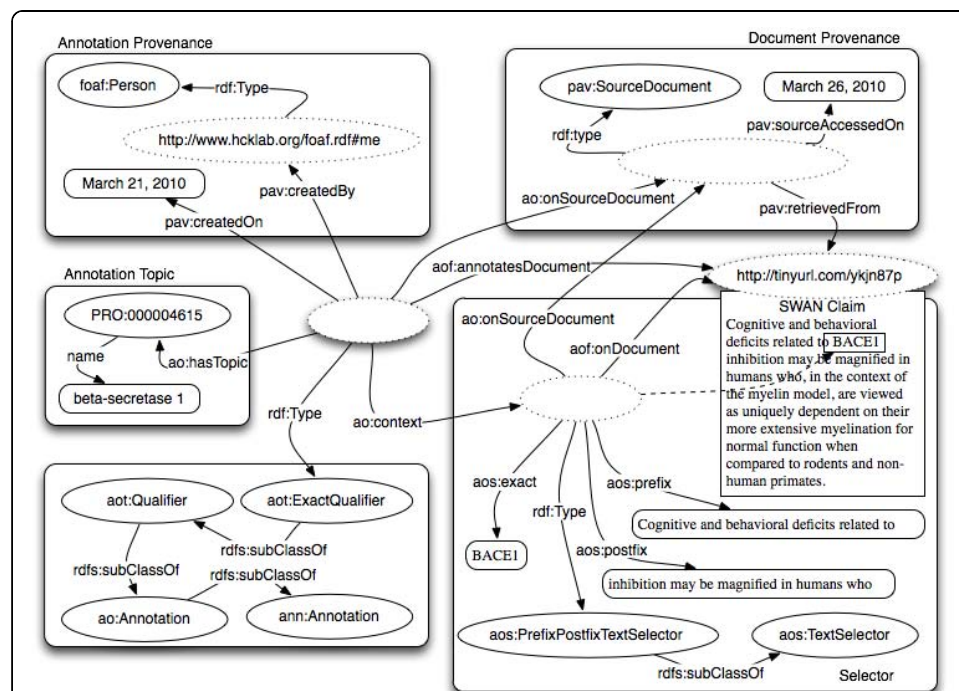 Annotation Provenance
foaf:Person
rdf:Type
http://www.hcklab.org/foaf.rdf#me
March 21, 2010
pav:createdBy
pav:createdOn
Document Provenance
pav:SourceDocument
March 26, 2010
rdf:type
pav:sourceAccessedOn
ao:onSourceDocument
pav:retrievedFrom
aof:annotatesDocument
http://tinyurl.com/ykjn87p
Annotation Topic
PRO:000004615
name
ao:hasTopic
beta-secretase 1
ao:onSourceDocument
aof:onDocument
SWAN Claim
Cognitive and behavioral
deficits related to BACE1
inhibition may be magnified in
humans who, in the context of
the myelin model, are viewed
as uniquely dependent on their
more extensive myelination for
normal function when
compared to rodents and non-
human primates.
rdf:Type
ao:context
aot:Qualifier
aot:ExactQualifier
rdfs:subClassOf
rdfs:subClassOf
rdfs:subClassOf
ao:Annotation
ann:Annotation
aos:exact
rdf:Type
aos:prefix
Cognitive and behavioral deficits related to
BACE1
aos:postfix
inhibition may be magnified in humans who
aos:PrefixPostfixTextSelector
aos:TextSelector
rdfs:subClassOf
Selector